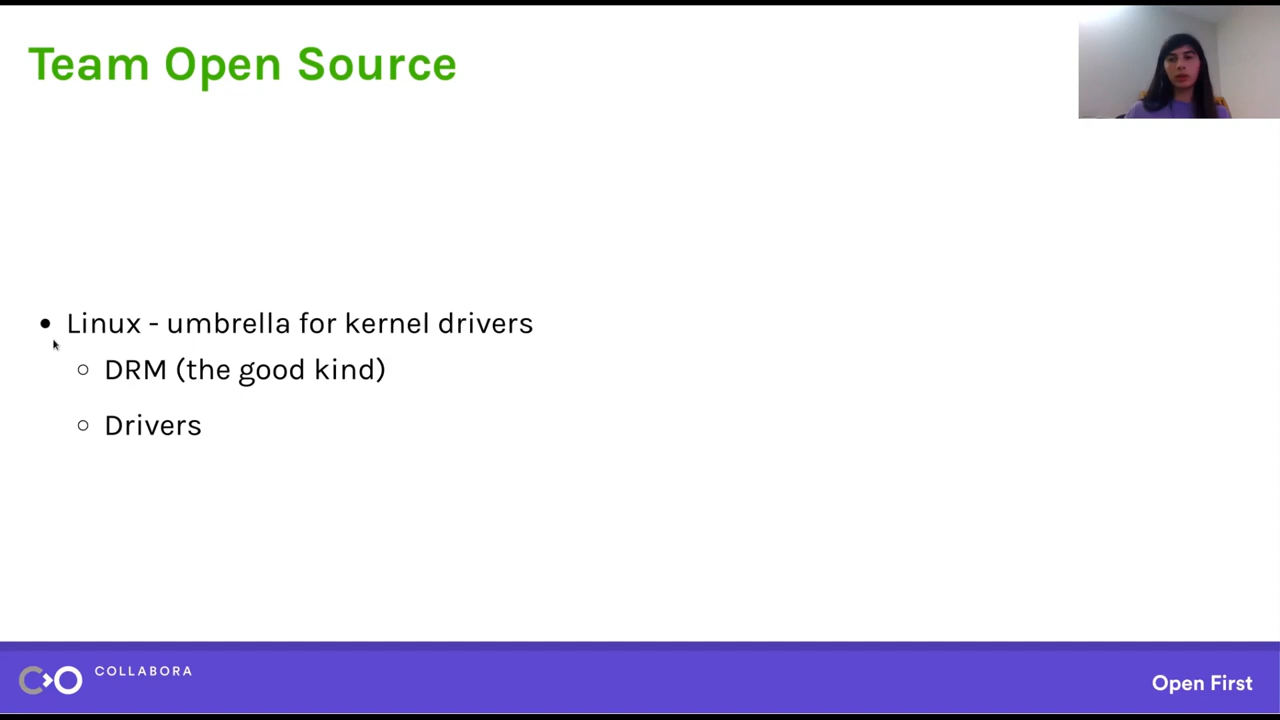 Team Open Source
• Linux - umbrella for kernel drivers
○ DRM (the good kind)
○ Drivers
COLLABORA
Open First